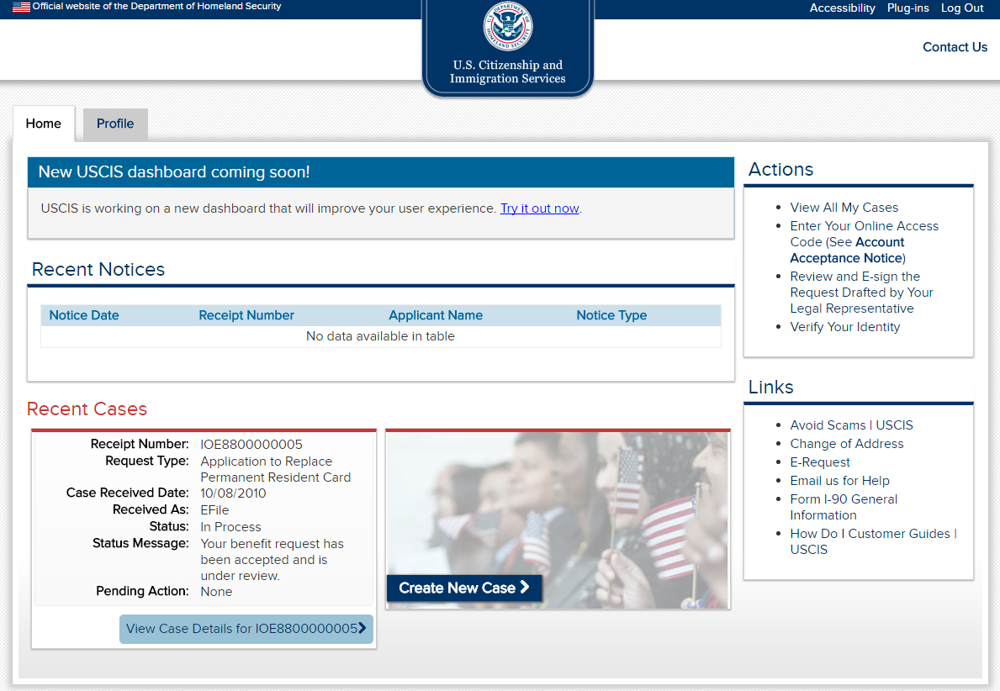 Official website of the Department of Homeland Security
Accessibility Plug-ins Log Out
U.S. Citizenship and
Immigration Services
Contact Us
Home Profile
New USCIS dashboard coming soon!
USCIS is working on a new dashboard that will improve your user experience. Try it out now.
Recent Notices
Notice Date Receipt Number Applicant Name Notice Type
No data available in table
Recent Cases
Receipt Number: IOE8800000005
Request Type: Application to Replace
Permanent Resident Card
Case Received Date: 10/08/2010
Received As: EFile
Status: In Process
Status Message: Your benefit request has
been accepted and is
under review.
Pending Action: None
View Case Details for IOE8800000005
Create New Case
Actions
View All My Cases
Enter Your Online Access
Code (See Account
Acceptance Notice)
Review and E-sign the
Request Drafted by Your
Legal Representative
Verify Your Identity
Links
Avoid Scams | USCIS
Change of Address
E-Request
Email us for Help
Form I-90 General
Information
How Do I Customer Guides |
USCIS